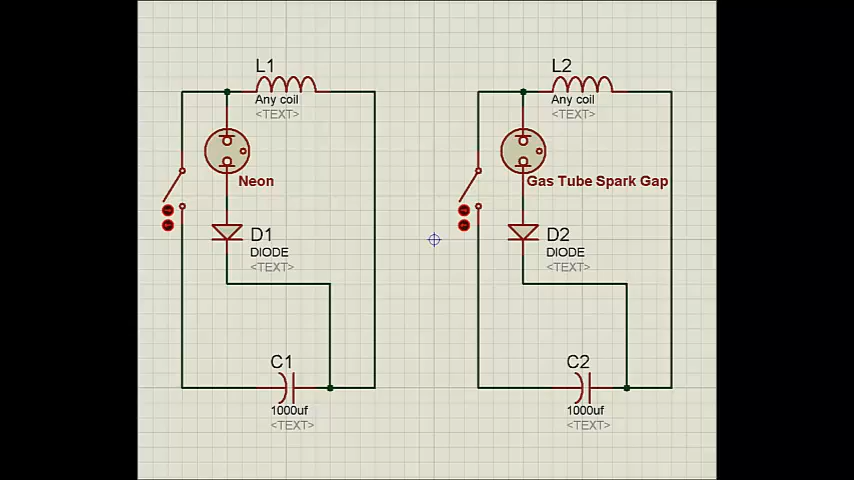 L1
Any coil
<TEXT>
Neon
D1
DIODE
<TEXT>
C1
1000uf
<TEXT>
L2
Any coil
<TEXT>
Gas Tube Spark Gap
D2
DIODE
<TEXT>
C2
1000uf
<TEXT>